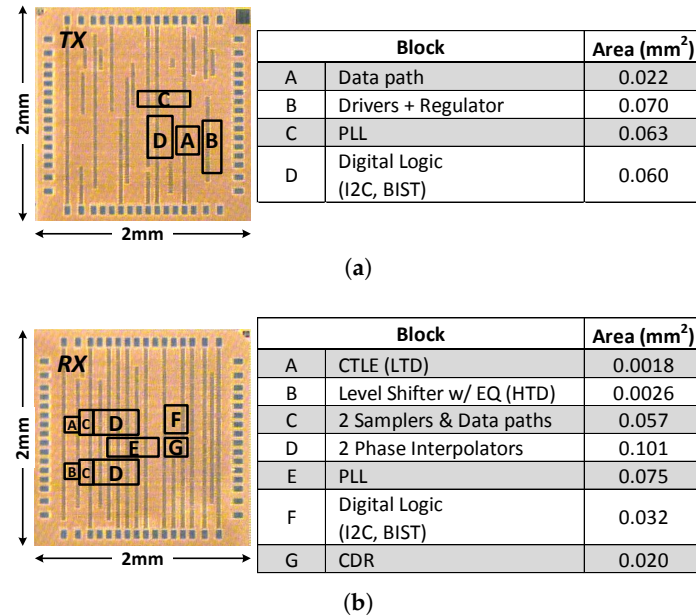 TX
2mm
C
D
A
B
2mm
Block Area (mm²)
A Data path 0.022
B Drivers + Regulator 0.070
C PLL 0.063
D Digital Logic
(I2C, BIST) 0.060
(a)
RX
2mm
A
C
D
F
E
G
B
C
D
2mm
Block Area (mm²)
A CTLE (LTD) 0.0018
B Level Shifter w/ EQ (HTD) 0.0026
C 2 Samplers & Data paths 0.057
D 2 Phase Interpolators 0.101
E PLL 0.075
F Digital Logic
(I2C, BIST) 0.032
G CDR 0.020
(b)